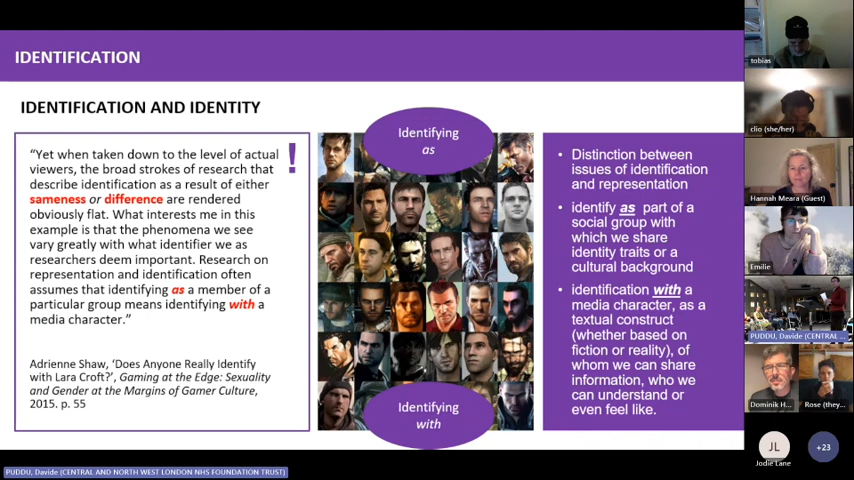 IDENTIFICATION
IDENTIFICATION AND IDENTITY
“Yet when taken down to the level of actual
viewers, the broad strokes of research that
describe identification as a result of either
sameness or difference are rendered
obviously flat. What interests me in this
example is that the phenomena we see
vary greatly with what identifier we as
researchers deem important. Research on
representation and identification often
assumes that identifying as a member of a
particular group means identifying with a
media character.”
!
Adrienne Shaw, ‘Does Anyone Really Identify
with Lara Croft?’, Gaming at the Edge: Sexuality
and Gender at the Margins of Gamer Culture,
2015. p. 55
Identifying
as
Identifying
with
• Distinction between
issues of identification
and representation
• identify as part of a
social group with
which we share
identity traits or a
cultural background
• identification with a
media character, as a
textual construct
(whether based on
fiction or reality), of
whom we can share
information, who we
can understand or
even feel like.
tobias
clio (she/her)
Hannah Meara (Guest)
Emilie
PUDDU, Davide (CENTRAL ...
Dominik H...
Rose (they...
JL
Jodie Lane
+23
PUDDU, Davide (CENTRAL AND NORTH WEST LONDON NHS FOUNDATION TRUST)